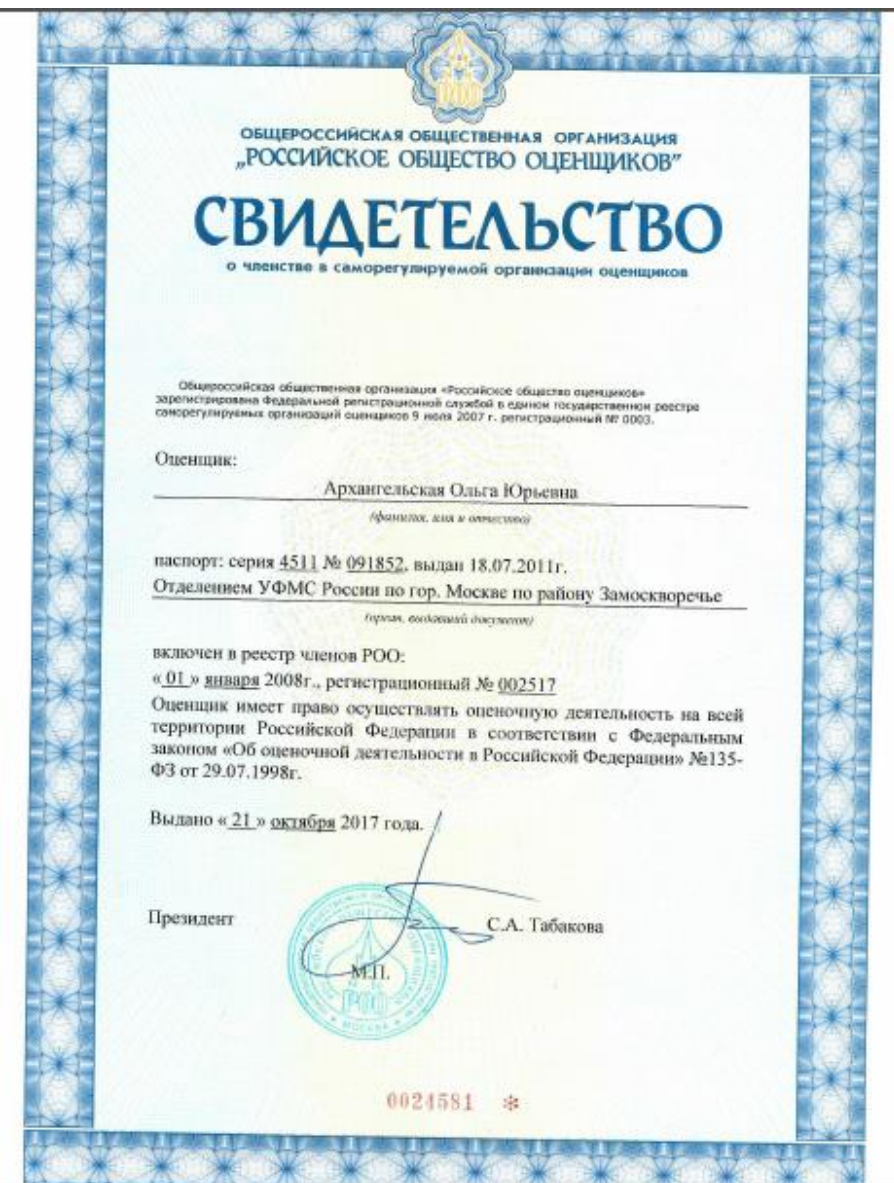 РОО
ОБЩЕРОССИЙСКАЯ ОБЩЕСТВЕННАЯ ОРГАНИЗАЦИЯ
„РОССИЙСКОЕ ОБЩЕСТВО ОЦЕНЩИКОВ”
СВИДЕТЕЛЬСТВО
о членстве в саморегулируемой организации оценщиков
Общероссийская общественная организация «Российское общество оценщиков»
зарегистрирована Федеральной регистрационной службой в едином государственном реестре
саморегулируемых организаций оценщиков 9 июля 2007 г. регистрационный № 0003.
Оценщик:
Архангельская Ольга Юрьевна
(фамилия, имя и отчество)
паспорт: серия 4511 № 091852, выдан 18.07.2011г.
Отделением УФМС России по гор. Москве по району Замоскворечье
(орган, выдавший документ)
включен в реестр членов РОО:
« 01 » января 2008г., регистрационный № 002517
Оценщик имеет право осуществлять оценочную деятельность на всей
территории Российской Федерации в соответствии с Федеральным
законом «Об оценочной деятельности в Российской Федерации» №135-
ФЗ от 29.07.1998г.
Выдано « 21 » октября 2017 года.
Президент
С.А. Табакова
М.П.
РОО
МОСКВА
0024581 *